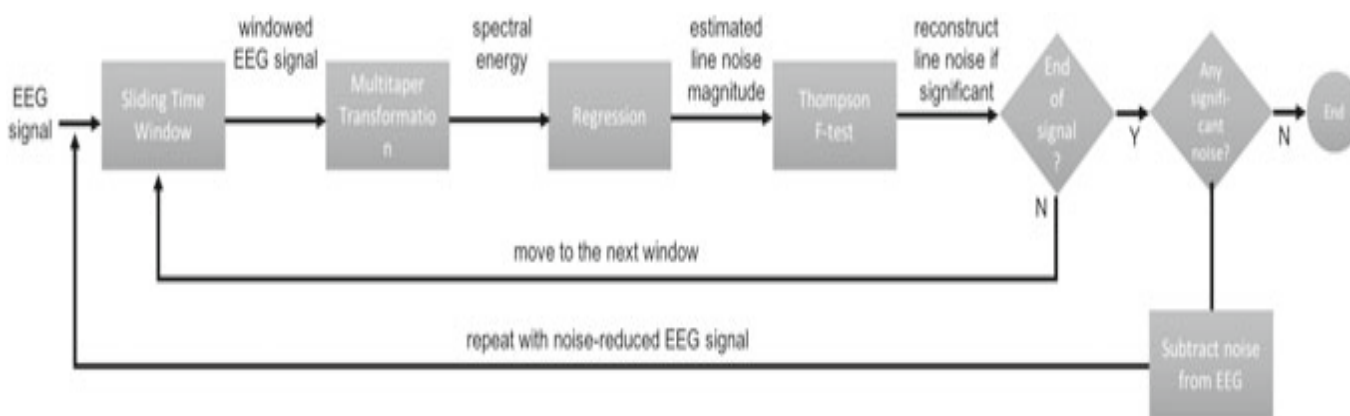 EEG
signal
Sliding Time
Window
windowed
EEG signal
Multitaper
Transformatio
n
spectral
energy
Regression
estimated
line noise
magnitude
Thompson
F-test
reconstruct
line noise if
significant
End
of
signal
?
Y
N
Any
signifi-
cant
noise?
N
End
move to the next window
repeat with noise-reduced EEG signal
Subtract noise
from EEG